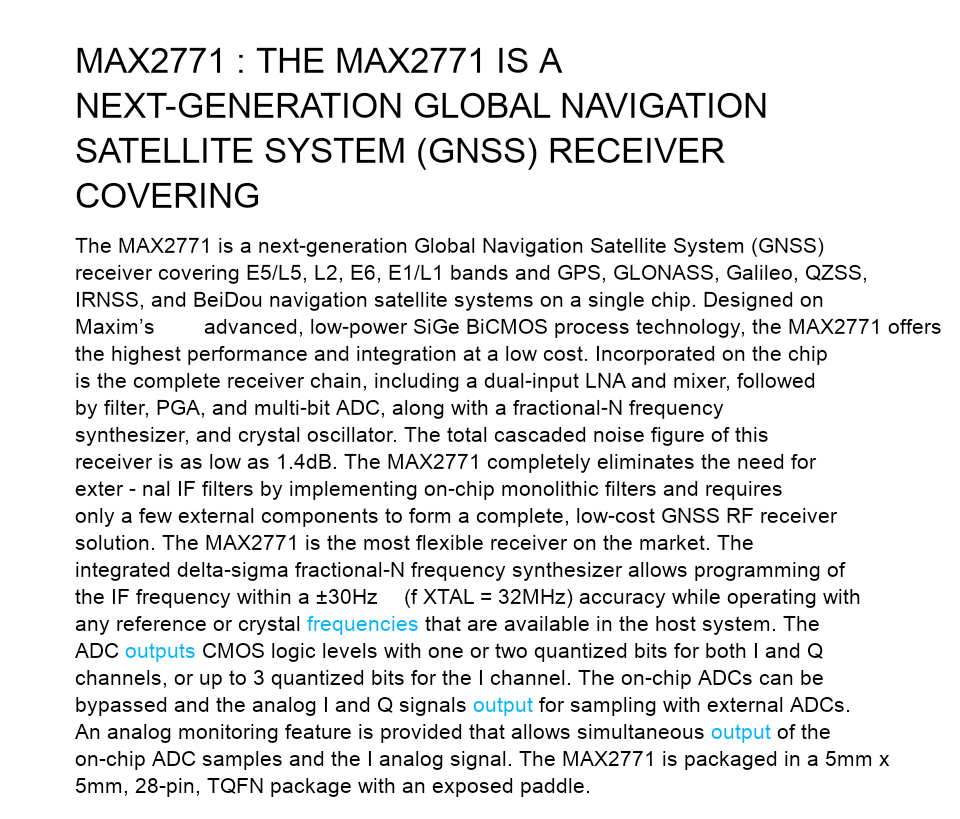 MAX2771 : THE MAX2771 IS A
NEXT-GENERATION GLOBAL NAVIGATION
SATELLITE SYSTEM (GNSS) RECEIVER
COVERING
The MAX2771 is a next-generation Global Navigation Satellite System (GNSS)
receiver covering E5/L5, L2, E6, E1/L1 bands and GPS, GLONASS, Galileo, QZSS,
IRNSS, and BeiDou navigation satellite systems on a single chip. Designed on
Maxim’s advanced, low-power SiGe BiCMOS process technology, the MAX2771 offers
the highest performance and integration at a low cost. Incorporated on the chip
is the complete receiver chain, including a dual-input LNA and mixer, followed
by filter, PGA, and multi-bit ADC, along with a fractional-N frequency
synthesizer, and crystal oscillator. The total cascaded noise figure of this
receiver is as low as 1.4dB. The MAX2771 completely eliminates the need for
exter - nal IF filters by implementing on-chip monolithic filters and requires
only a few external components to form a complete, low-cost GNSS RF receiver
solution. The MAX2771 is the most flexible receiver on the market. The
integrated delta-sigma fractional-N frequency synthesizer allows programming of
the IF frequency within a ±30Hz (f XTAL = 32MHz) accuracy while operating with
any reference or crystal frequencies that are available in the host system. The
ADC outputs CMOS logic levels with one or two quantized bits for both I and Q
channels, or up to 3 quantized bits for the I channel. The on-chip ADCs can be
bypassed and the analog I and Q signals output for sampling with external ADCs.
An analog monitoring feature is provided that allows simultaneous output of the
on-chip ADC samples and the I analog signal. The MAX2771 is packaged in a 5mm x
5mm, 28-pin, TQFN package with an exposed paddle.